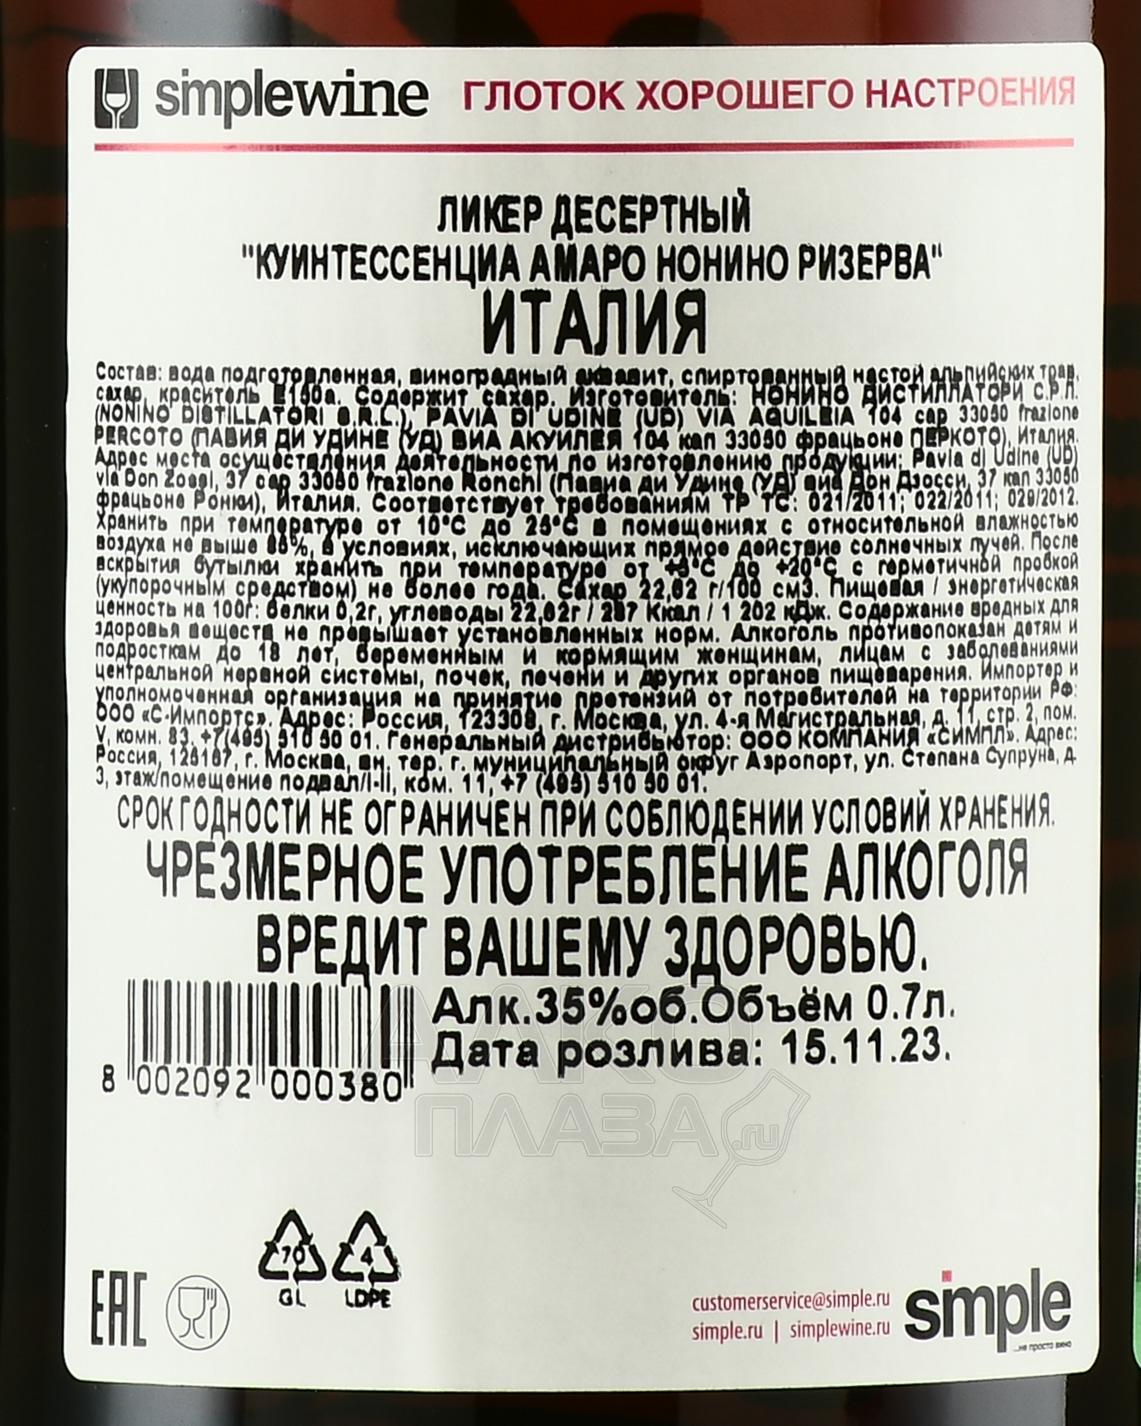 simplewine ГЛОТОК ХОРОШЕГО НАСТРОЕНИЯ
ЛИКЕР ДЕСЕРТНЫЙ
"КУИНТЕССЕНЦИА АМАРО НОНИНО РИЗЕРВА"
ИТАЛИЯ
Состав: вода подготовленная, виноградный аквавит, спиртованный настой альпийских трав,
сахар, краситель Е150а. Содержит сахар. Изготовитель: НОНИНО ДИСТИЛЛАТОРИ С.Р.Л.
(NONINO DISTILLATORI S.R.L.), PAVIA DI UDINE (UD) VIA AQUILEIA 104 cap 33050 frazione
PERCOTO (ПАВИЯ ДИ УДИНЕ (УД) ВИА АКУИЛЕЯ 104 кап 33050 фрацьоне ПЕРКОТО), Италия.
Адрес места осуществления деятельности по изготовлению продукции: Pavia di Udine (UD)
via Don Zossi, 37 cap 33050 frazione Ronchi (Павиа ди Удине (УД) виа Дон Дзосси, 37 кап 33050
фрацьоне Ронки), Италия. Соответствует требованиям ТР ТС: 021/2011; 022/2011; 029/2012.
Хранить при температуре от 10°С до 25°С в помещениях с относительной влажностью
воздуха не выше 85%, в условиях, исключающих прямое действие солнечных лучей. После
вскрытия бутылки хранить при температуре от +5°С до +20°С с герметичной пробкой
(укупорочным средством) не более года. Сахар 22,62 г/100 см3. Пищевая / энергетическая
ценность на 100г: белки 0,2г, углеводы 22,62г / 287 Ккал / 1 202 кДж. Содержание вредных для
здоровья веществ не превышает установленных норм. Алкоголь противопоказан детям и
подросткам до 18 лет, беременным и кормящим женщинам, лицам с заболеваниями
центральной нервной системы, почек, печени и других органов пищеварения. Импортер и
уполномоченная организация на принятие претензий от потребителей на территории РФ:
ООО «С-Импортс». Адрес: Россия, 123308, г. Москва, ул. 4-я Магистральная, д. 11, стр. 2, пом.
V, комн. 83, +7(495) 510 50 01. Генеральный дистрибьютор: ООО КОМПАНИЯ «СИМПЛ». Адрес:
Россия, 125167, г. Москва, вн. тер. г. муниципальный округ Аэропорт, ул. Степана Супруна, д.
3, этаж/помещение подвал/I-II, ком. 11, +7 (495) 510 50 01.
СРОК ГОДНОСТИ НЕ ОГРАНИЧЕН ПРИ СОБЛЮДЕНИИ УСЛОВИЙ ХРАНЕНИЯ.
ЧРЕЗМЕРНОЕ УПОТРЕБЛЕНИЕ АЛКОГОЛЯ
ВРЕДИТ ВАШЕМУ ЗДОРОВЬЮ.
Алк.35%об.Объём 0.7л.
Дата розлива: 15.11.23.
8 002092 000380
АЛКО
ПЛАЗА.ru
70 4
GL LDPE
EAC
customerservice@simple.ru
simple.ru | simplewine.ru
simple
...не просто вино